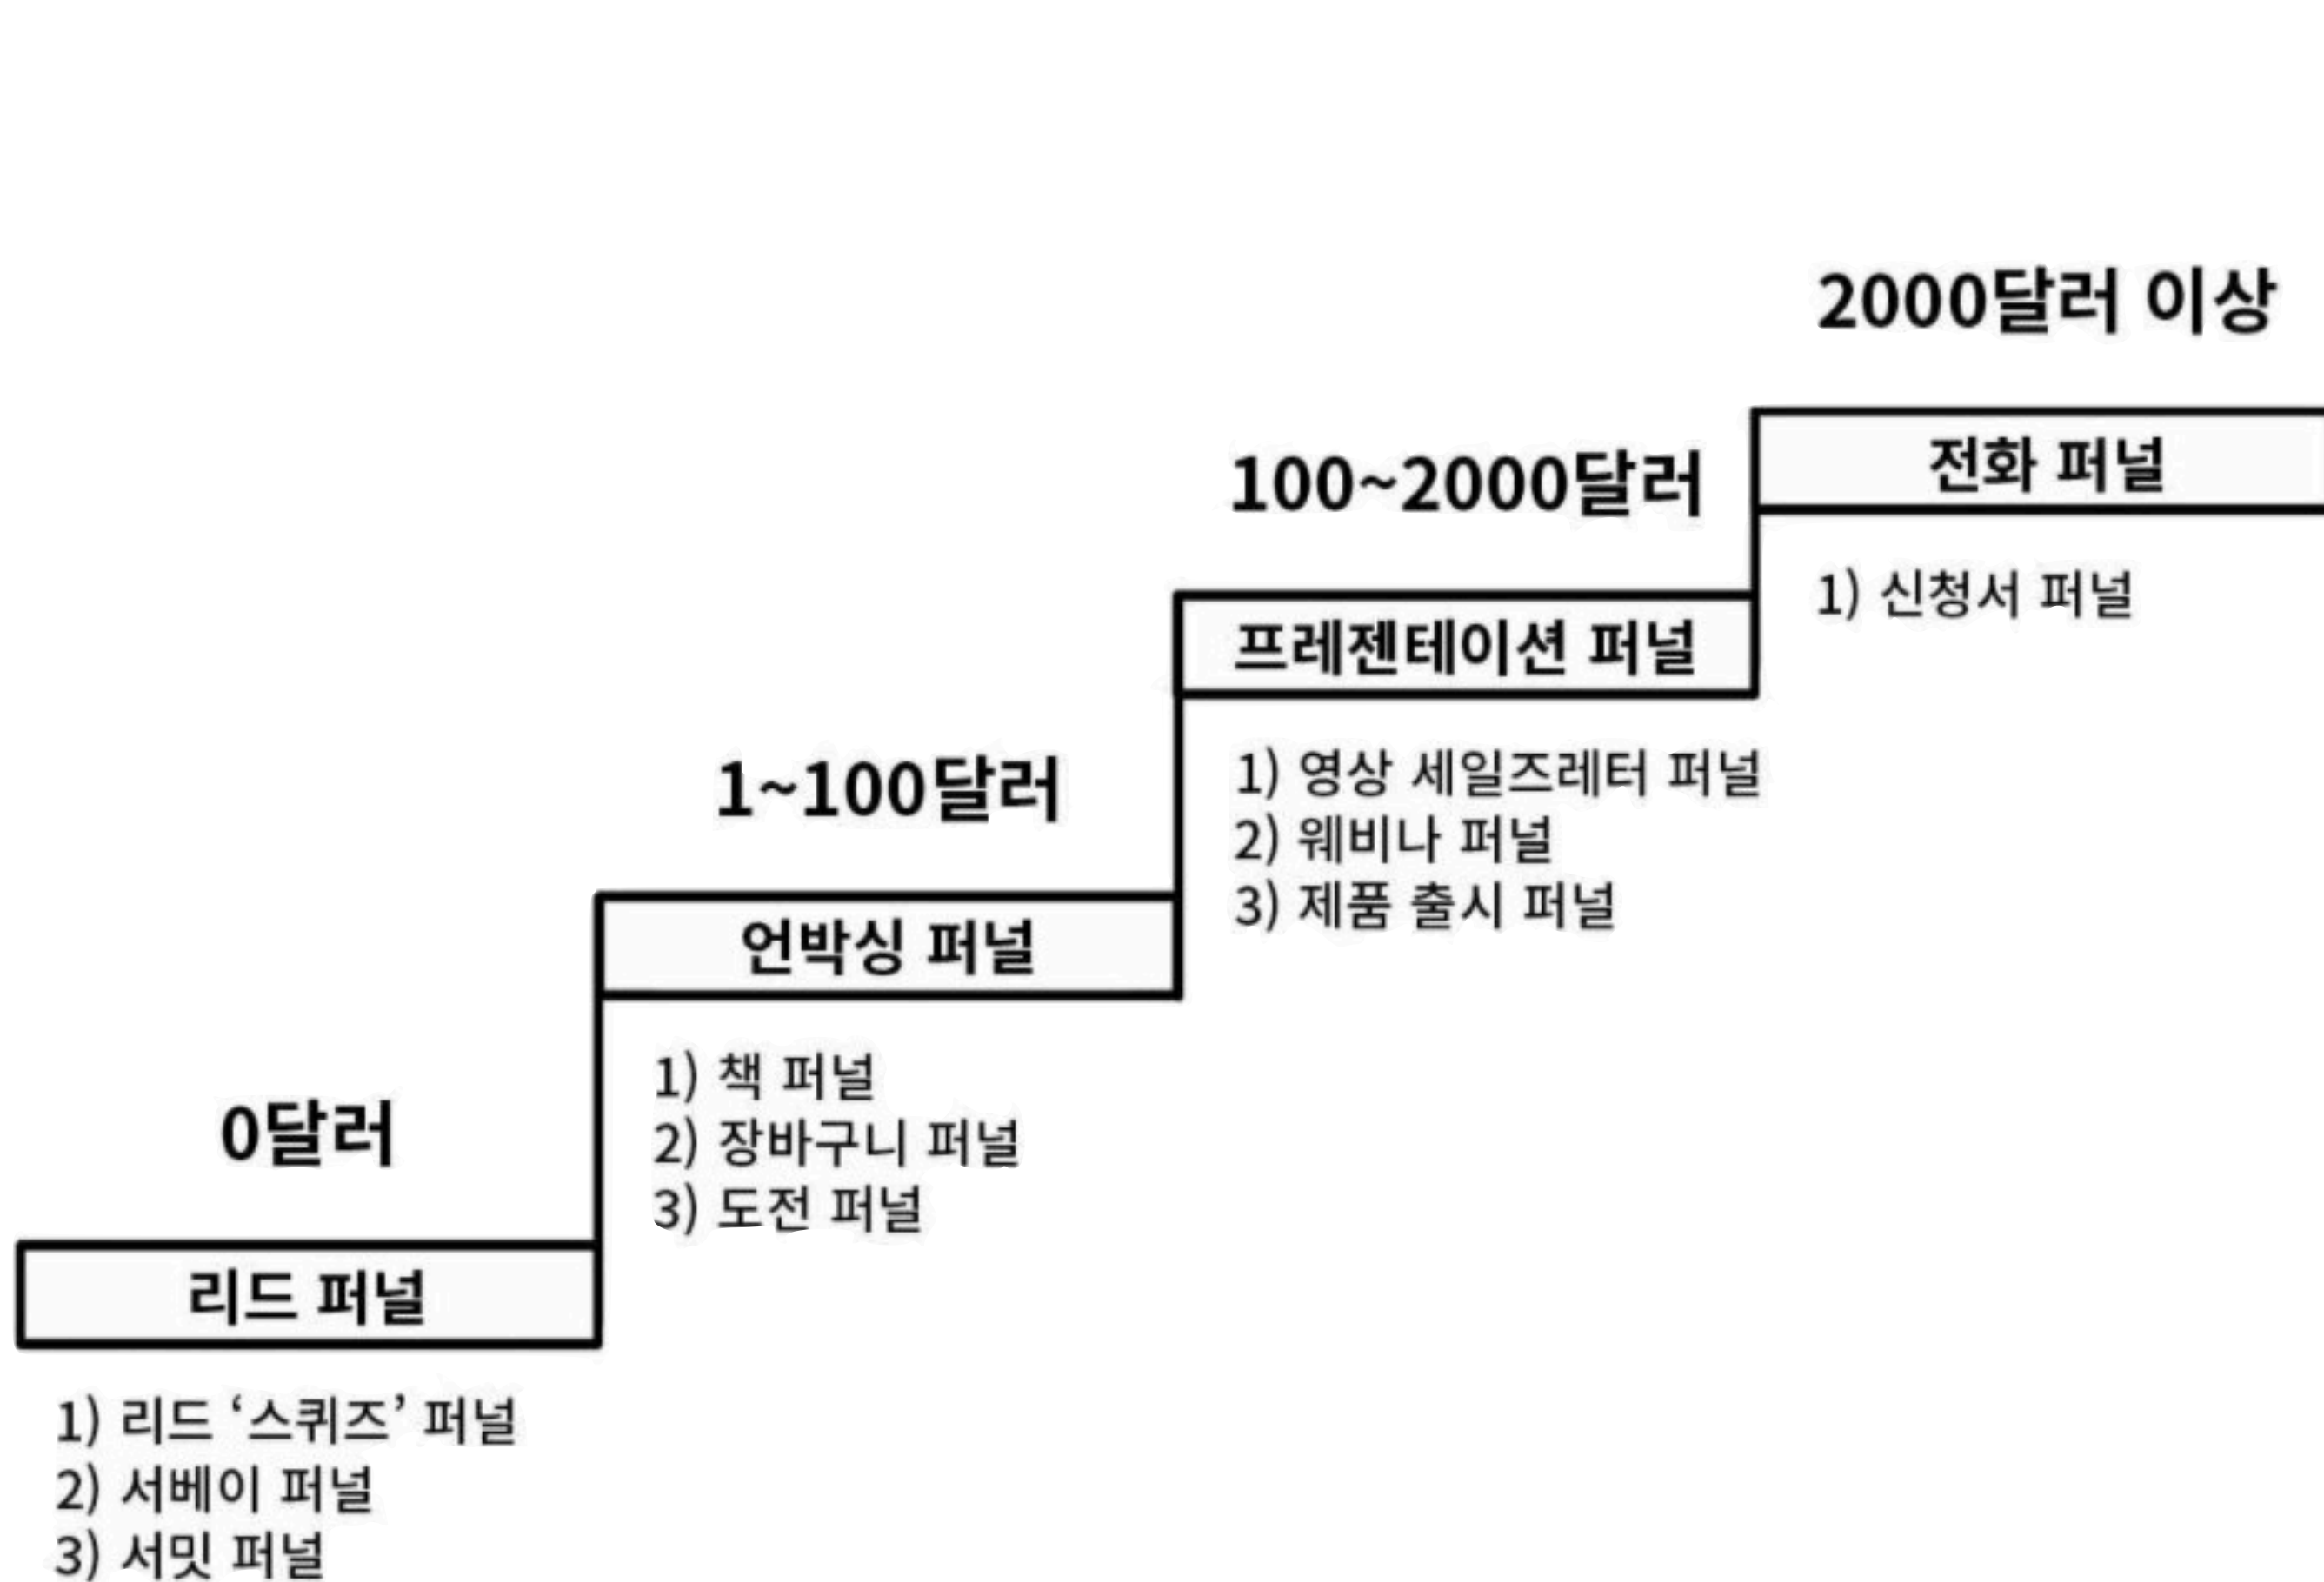 2000달러 이상
전화 퍼널
1) 신청서 퍼널
100~2000달러
프레젠테이션 퍼널
1) 영상 세일즈레터 퍼널
2) 웨비나 퍼널
3) 제품 출시 퍼널
1~100달러
언박싱 퍼널
1) 책 퍼널
2) 장바구니 퍼널
3) 도전 퍼널
0달러
리드 퍼널
1) 리드 ‘스퀴즈’ 퍼널
2) 서베이 퍼널
3) 서밋 퍼널